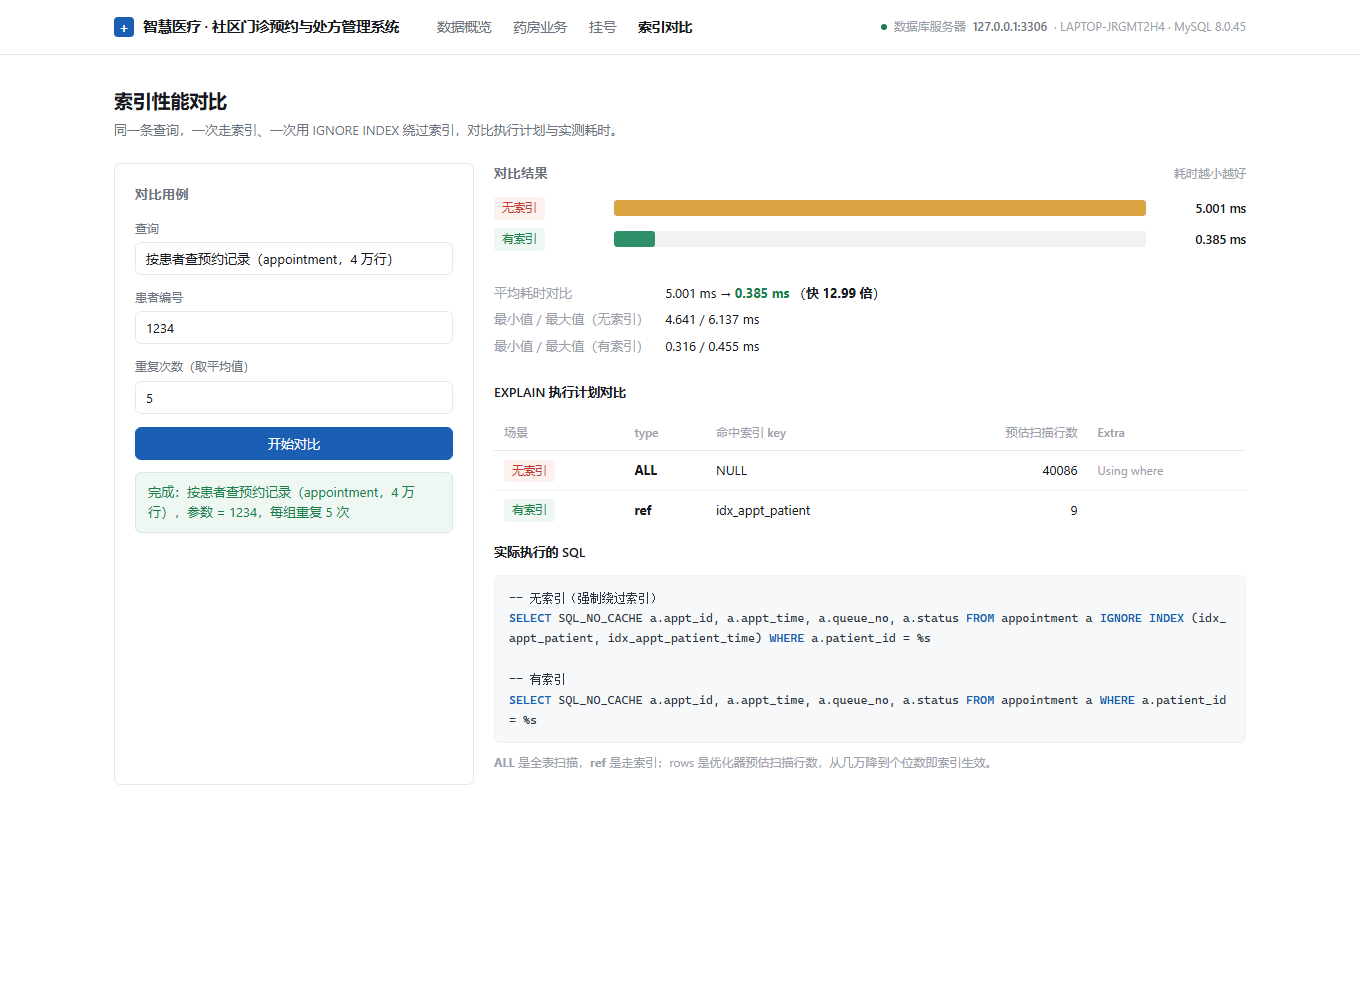 + 智慧医疗 · 社区门诊预约与处方管理系统 数据概览 药房业务 挂号 索引对比 数据库服务器 127.0.0.1:3306 · LAPTOP-JRGMT2H4 · MySQL 8.0.45
索引性能对比
同一条查询，一次走索引、一次用 IGNORE INDEX 绕过索引，对比执行计划与实测耗时。
对比用例
查询
按患者查预约记录（appointment，4 万行）
患者编号
1234
重复次数（取平均值）
5
开始对比
完成：按患者查预约记录（appointment，4 万
行），参数 = 1234，每组重复 5 次
对比结果 耗时越小越好
无索引 5.001 ms
有索引 0.385 ms
平均耗时对比 5.001 ms → 0.385 ms （快 12.99 倍）
最小值 / 最大值（无索引） 4.641 / 6.137 ms
最小值 / 最大值（有索引） 0.316 / 0.455 ms
EXPLAIN 执行计划对比
场景 type 命中索引 key 预估扫描行数 Extra
无索引 ALL NULL 40086 Using where
有索引 ref idx_appt_patient 9
实际执行的 SQL
-- 无索引（强制绕过索引）
SELECT SQL_NO_CACHE a.appt_id, a.appt_time, a.queue_no, a.status FROM appointment a IGNORE INDEX (idx_
appt_patient, idx_appt_patient_time) WHERE a.patient_id = %s
-- 有索引
SELECT SQL_NO_CACHE a.appt_id, a.appt_time, a.queue_no, a.status FROM appointment a WHERE a.patient_id
= %s
ALL 是全表扫描，ref 是走索引；rows 是优化器预估扫描行数，从几万降到个位数即索引生效。